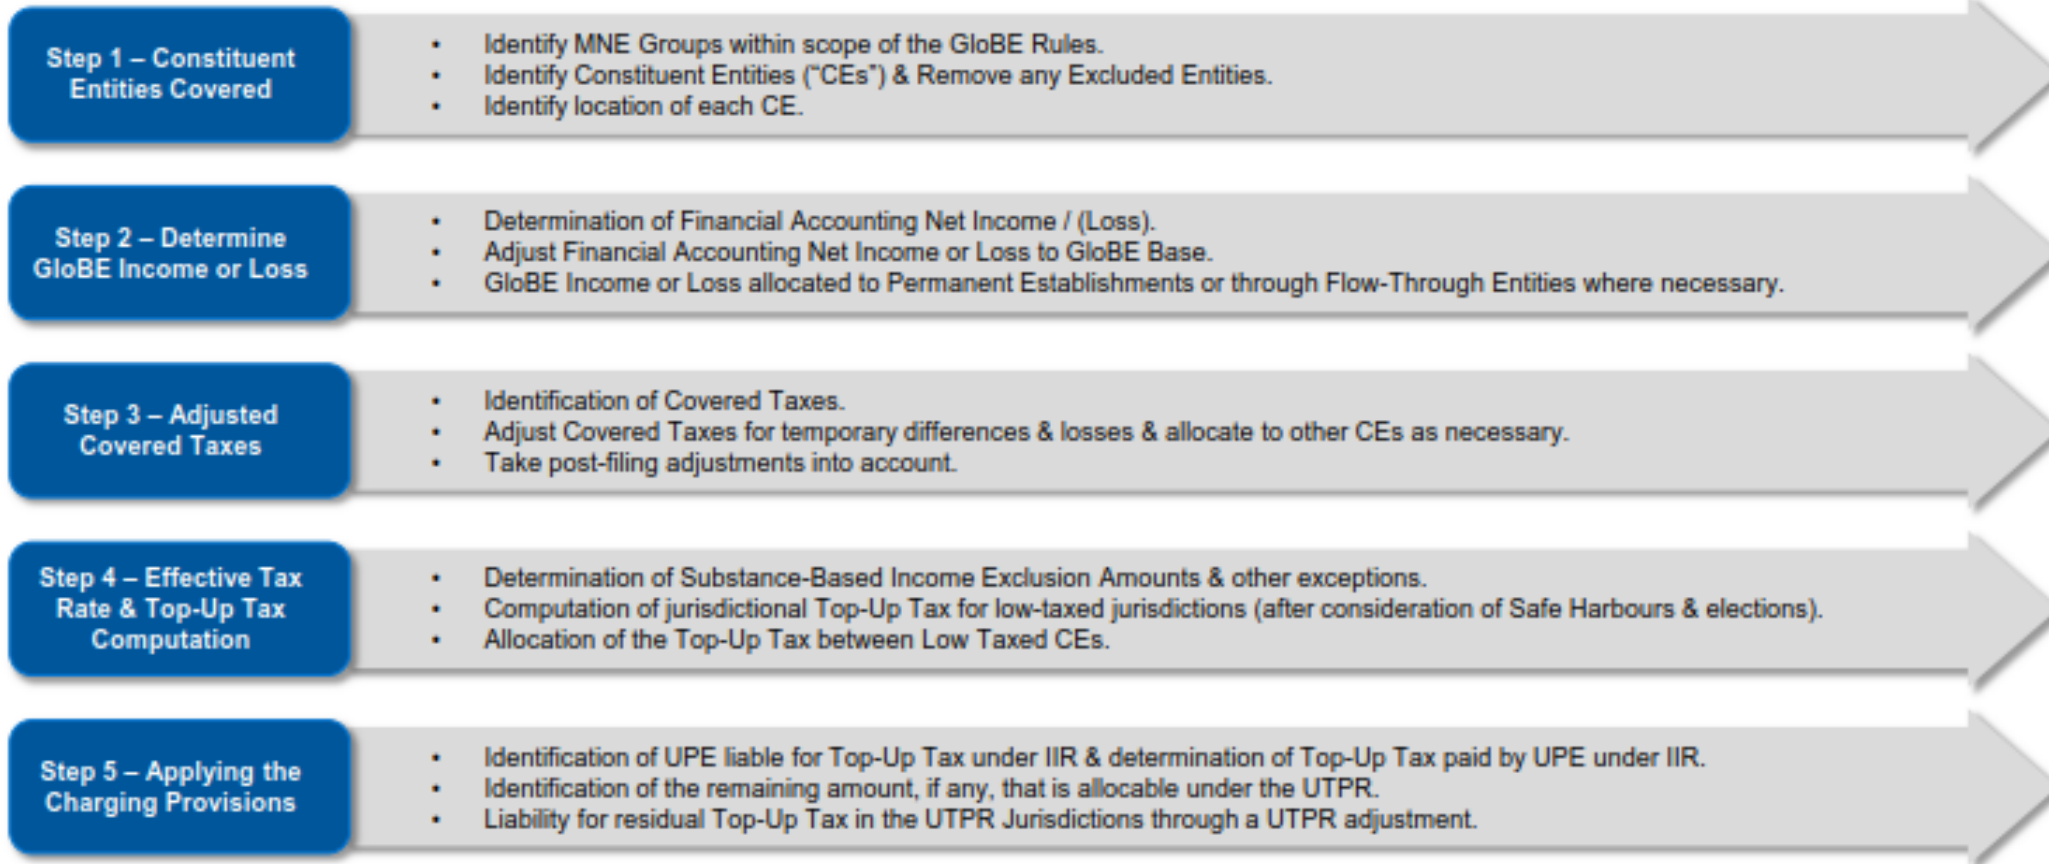 Step 1 – Constituent
Entities Covered
• Identify MNE Groups within scope of the GloBE Rules.
• Identify Constituent Entities (“CEs”) & Remove any Excluded Entities.
• Identify location of each CE.
Step 2 – Determine
GloBE Income or Loss
• Determination of Financial Accounting Net Income / (Loss).
• Adjust Financial Accounting Net Income or Loss to GloBE Base.
• GloBE Income or Loss allocated to Permanent Establishments or through Flow-Through Entities where necessary.
Step 3 – Adjusted
Covered Taxes
• Identification of Covered Taxes.
• Adjust Covered Taxes for temporary differences & losses & allocate to other CEs as necessary.
• Take post-filing adjustments into account.
Step 4 – Effective Tax
Rate & Top-Up Tax
Computation
• Determination of Substance-Based Income Exclusion Amounts & other exceptions.
• Computation of jurisdictional Top-Up Tax for low-taxed jurisdictions (after consideration of Safe Harbours & elections).
• Allocation of the Top-Up Tax between Low Taxed CEs.
Step 5 – Applying the
Charging Provisions
• Identification of UPE liable for Top-Up Tax under IIR & determination of Top-Up Tax paid by UPE under IIR.
• Identification of the remaining amount, if any, that is allocable under the UTPR.
• Liability for residual Top-Up Tax in the UTPR Jurisdictions through a UTPR adjustment.